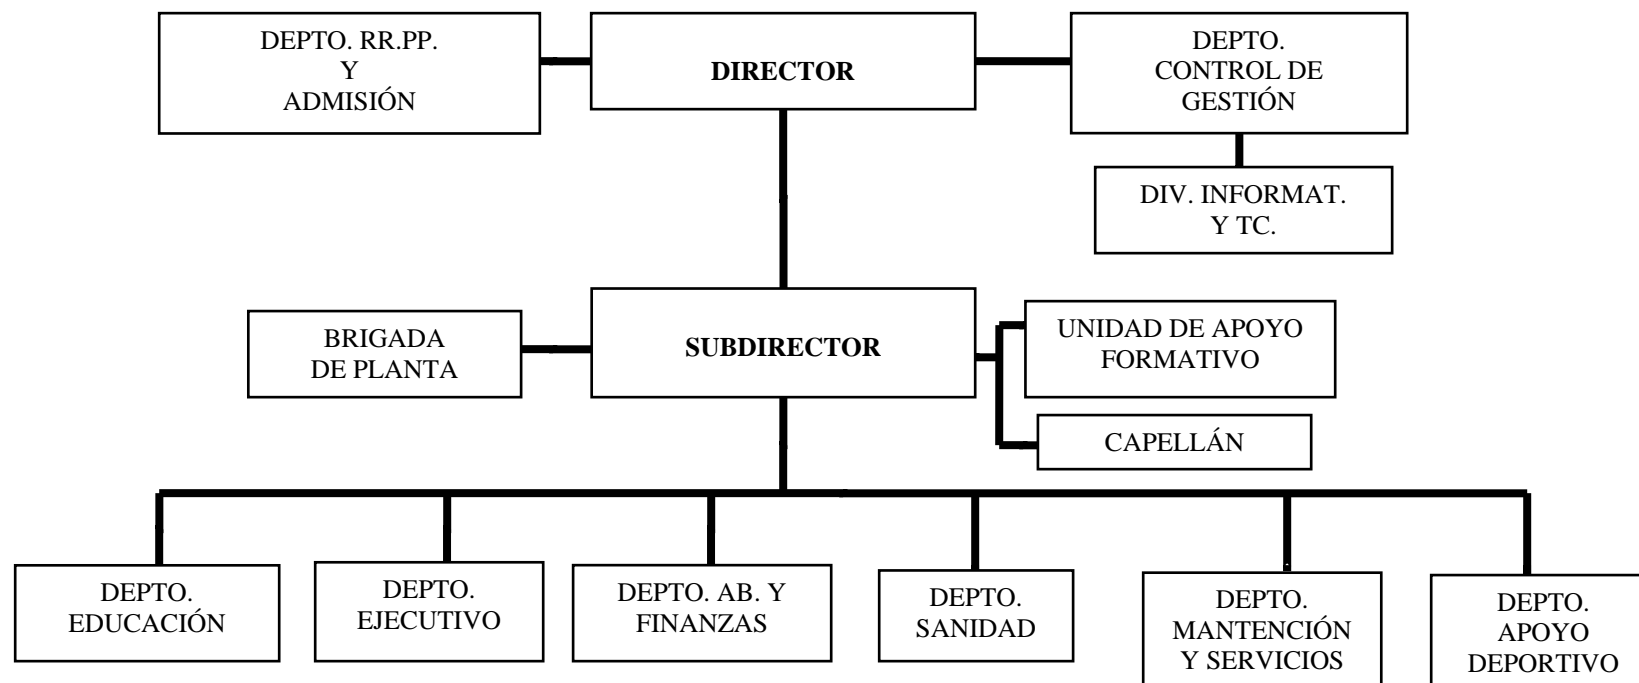 DEPTO. RR.PP.
Y
ADMISIÓN
DIRECTOR
DEPTO.
CONTROL DE
GESTIÓN
DIV. INFORMAT.
Y TC.
BRIGADA
DE PLANTA
SUBDIRECTOR
UNIDAD DE APOYO
FORMATIVO
CAPELLÁN
DEPTO.
EDUCACIÓN
DEPTO.
EJECUTIVO
DEPTO. AB. Y
FINANZAS
DEPTO.
SANIDAD
DEPTO.
MANTENCIÓN
Y SERVICIOS
DEPTO.
APOYO
DEPORTIVO